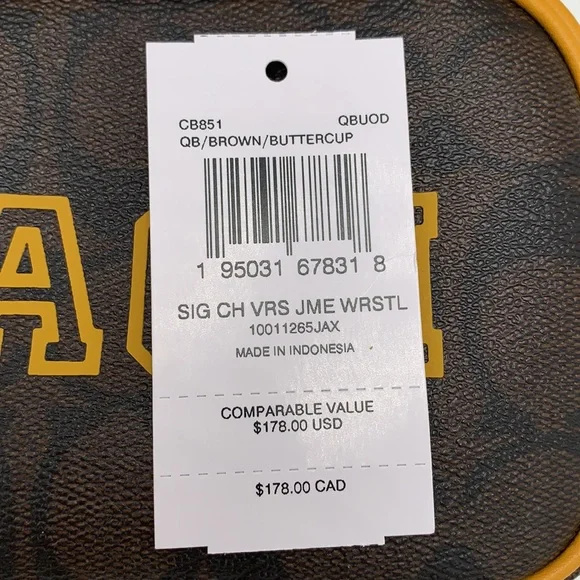 CB851 QBUOD
QB/BROWN/BUTTERCUP
1 95031 67831 8
SIG CH VRS JME WRSTL
10011265JAX
MADE IN INDONESIA
COMPARABLE VALUE
$178.00 USD
$178.00 CAD